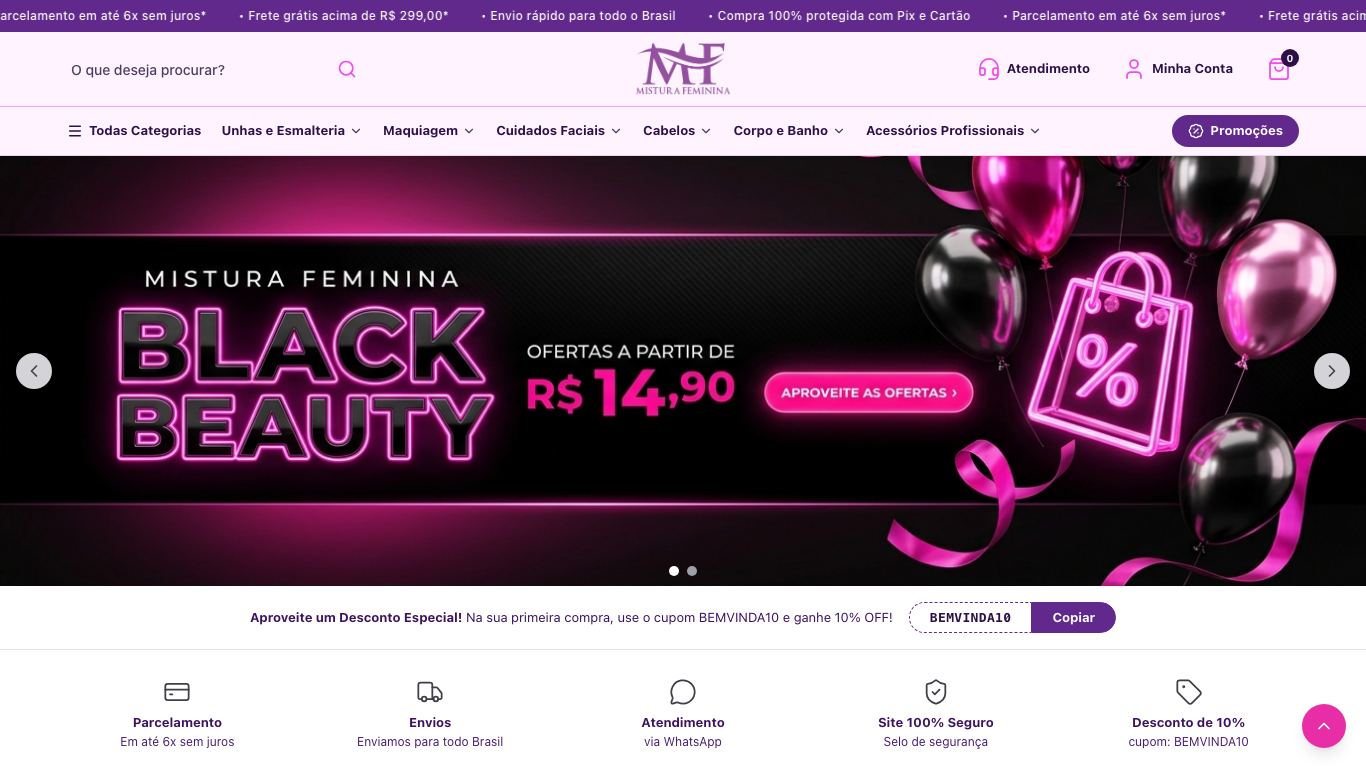 arcelamento em até 6x sem juros* • Frete grátis acima de R$ 299,00* • Envio rápido para todo o Brasil • Compra 100% protegida com Pix e Cartão • Parcelamento em até 6x sem juros* • Frete grátis acim
O que deseja procurar?
MF
MISTURA FEMININA
Atendimento
Minha Conta
0
Todas Categorias
Unhas e Esmalteria
Maquiagem
Cuidados Faciais
Cabelos
Corpo e Banho
Acessórios Profissionais
Promoções
MISTURA FEMININA
BLACK
BEAUTY
OFERTAS A PARTIR DE
R$ 14,90
APROVEITE AS OFERTAS ›
%
Aproveite um Desconto Especial! Na sua primeira compra, use o cupom BEMVINDA10 e ganhe 10% OFF!
BEMVINDA10
Copiar
Parcelamento
Em até 6x sem juros
Envios
Enviamos para todo Brasil
Atendimento
via WhatsApp
Site 100% Seguro
Selo de segurança
Desconto de 10%
cupom: BEMVINDA10